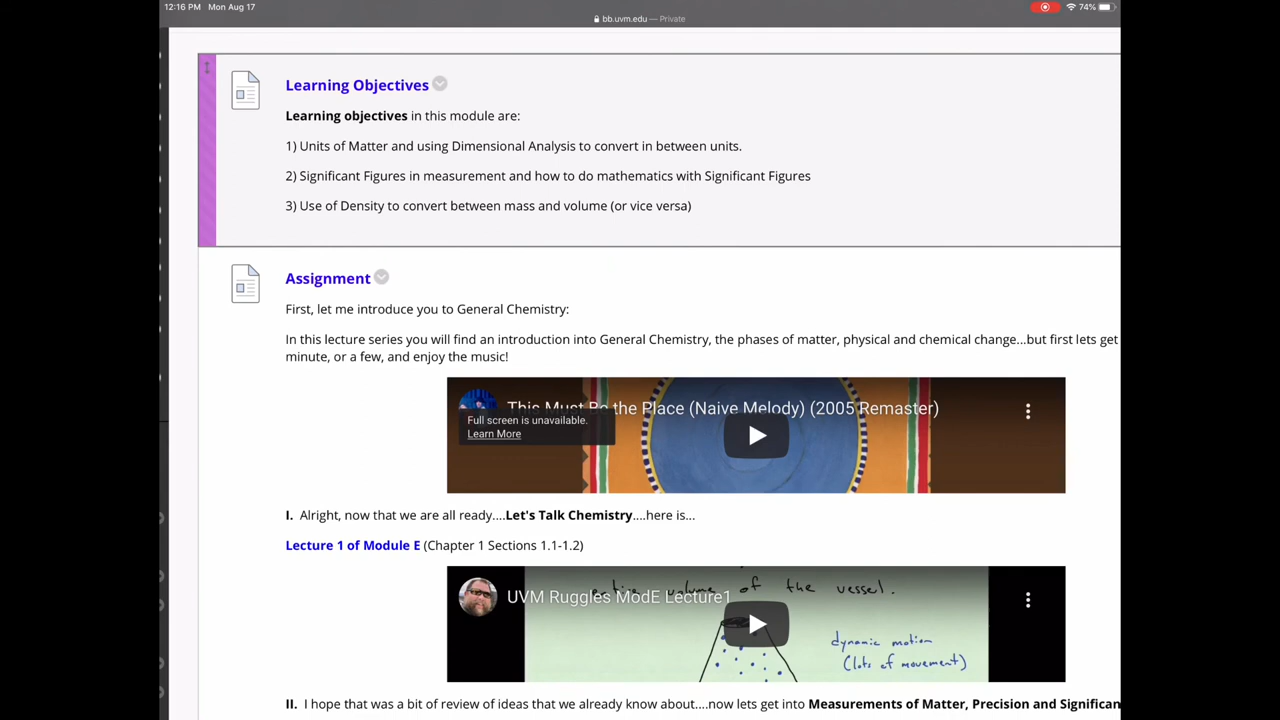 12:16 PM Mon Aug 17
74%
bb.uvm.edu — Private
Learning Objectives
Learning objectives in this module are:
1) Units of Matter and using Dimensional Analysis to convert in between units.
2) Significant Figures in measurement and how to do mathematics with Significant Figures
3) Use of Density to convert between mass and volume (or vice versa)
Assignment
First, let me introduce you to General Chemistry:
In this lecture series you will find an introduction into General Chemistry, the phases of matter, physical and chemical change...but first lets get
minute, or a few, and enjoy the music!
This Must Be the Place (Naive Melody) (2005 Remaster)
Full screen is unavailable.
Learn More
I. Alright, now that we are all ready....Let's Talk Chemistry....here is...
Lecture 1 of Module E (Chapter 1 Sections 1.1-1.2)
entire volume of the vessel.
UVM Ruggles ModE Lecture1
dynamic motion
(lots of movement)
II. I hope that was a bit of review of ideas that we already know about....now lets get into Measurements of Matter, Precision and Significan